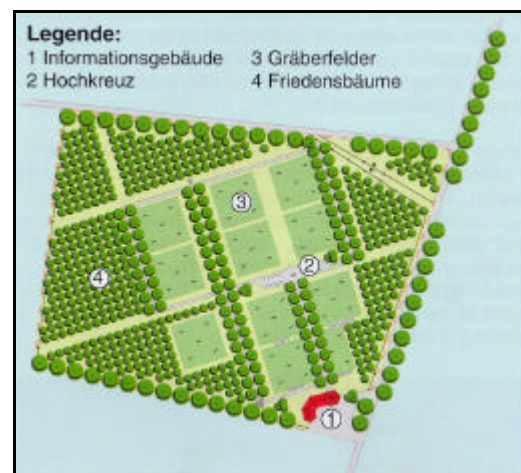 Legende:
1 Informationsgebäude 3 Gräberfelder
2 Hochkreuz 4 Friedensbäume
3
2
4
1